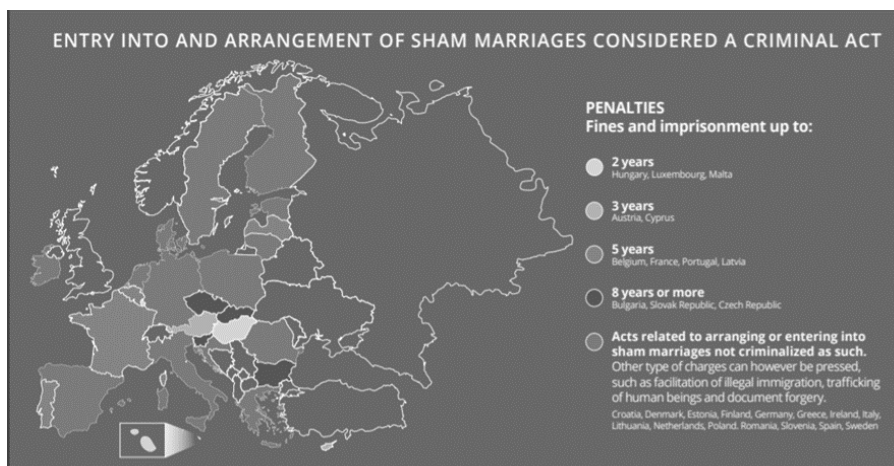 ENTRY INTO AND ARRANGEMENT OF SHAM MARRIAGES CONSIDERED A CRIMINAL ACT
PENALTIES
Fines and imprisonment up to:
2 years
Hungary, Luxembourg, Malta
3 years
Austria, Cyprus
5 years
Belgium, France, Portugal, Latvia
8 years or more
Bulgaria, Slovak Republic, Czech Republic
Acts related to arranging or entering into
sham marriages not criminalized as such.
Other type of charges can however be pressed,
such as facilitation of illegal immigration, trafficking
of human beings and document forgery.
Croatia, Denmark, Estonia, Finland, Germany, Greece, Ireland, Italy,
Lithuania, Netherlands, Poland. Romania, Slovenia, Spain, Sweden